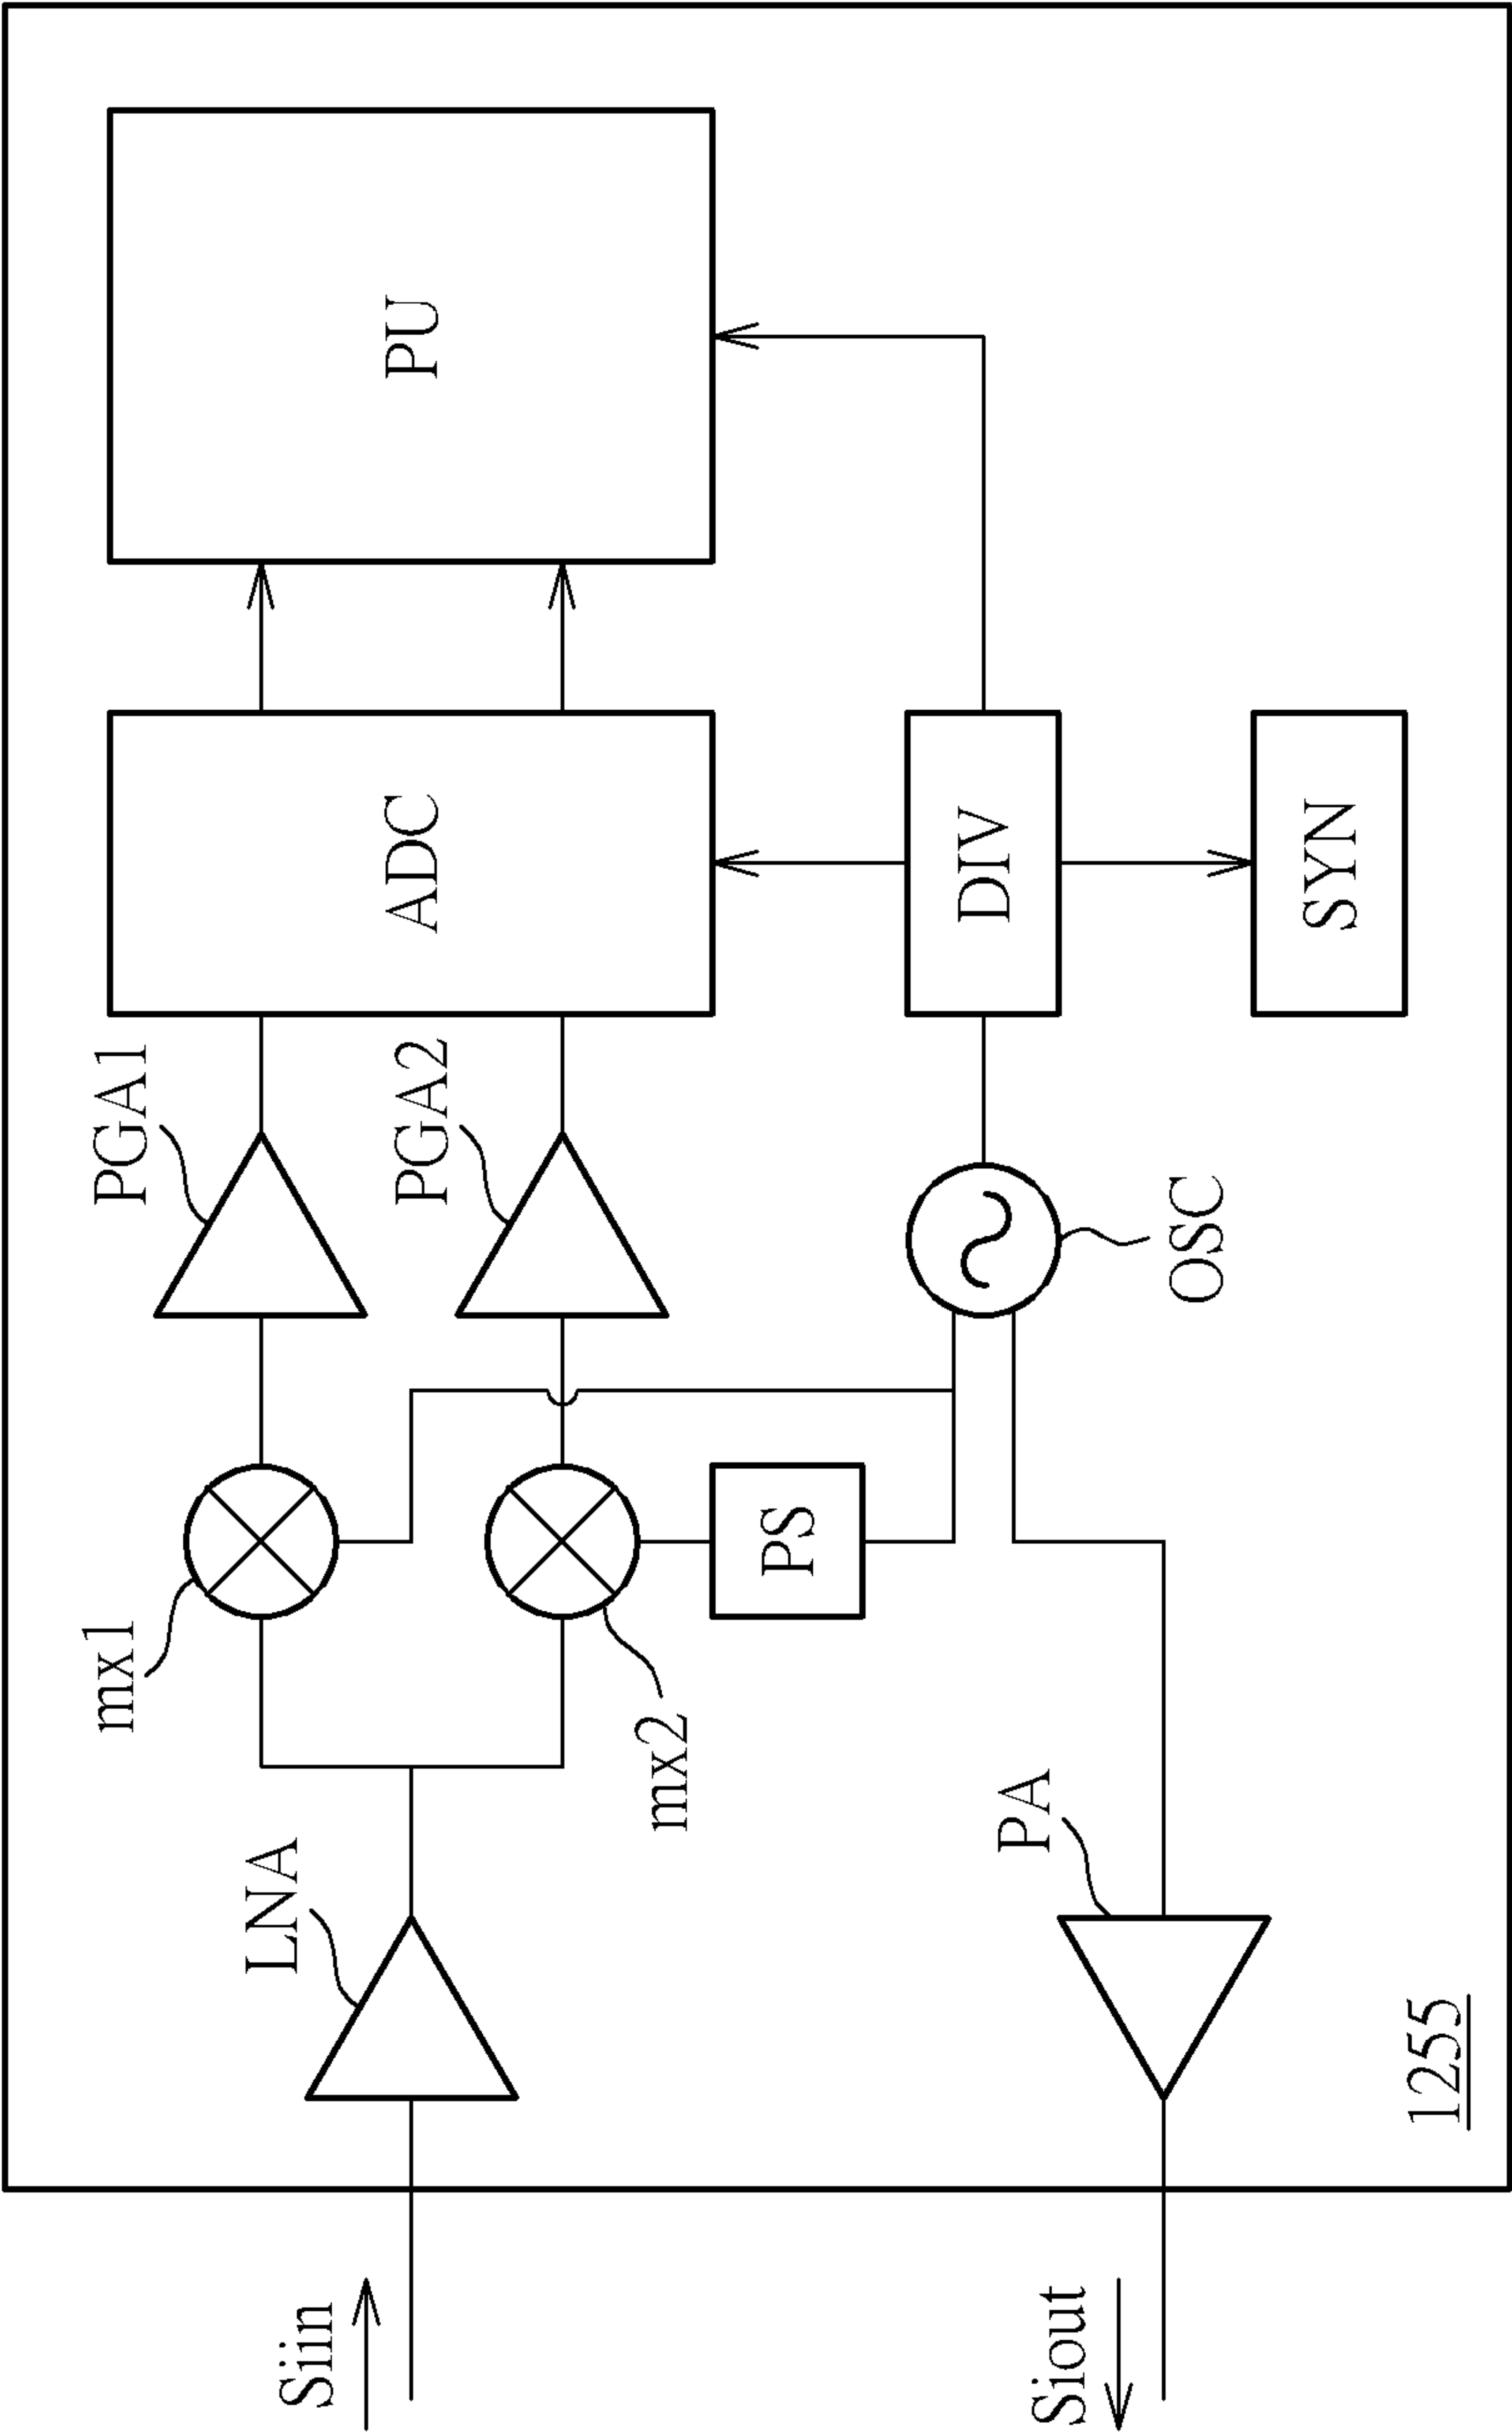 Siin
LNA
mx1
mx2
PGA1
PGA2
ADC
PU
PS
OSC
DIV
SYN
PA
Siout
1255